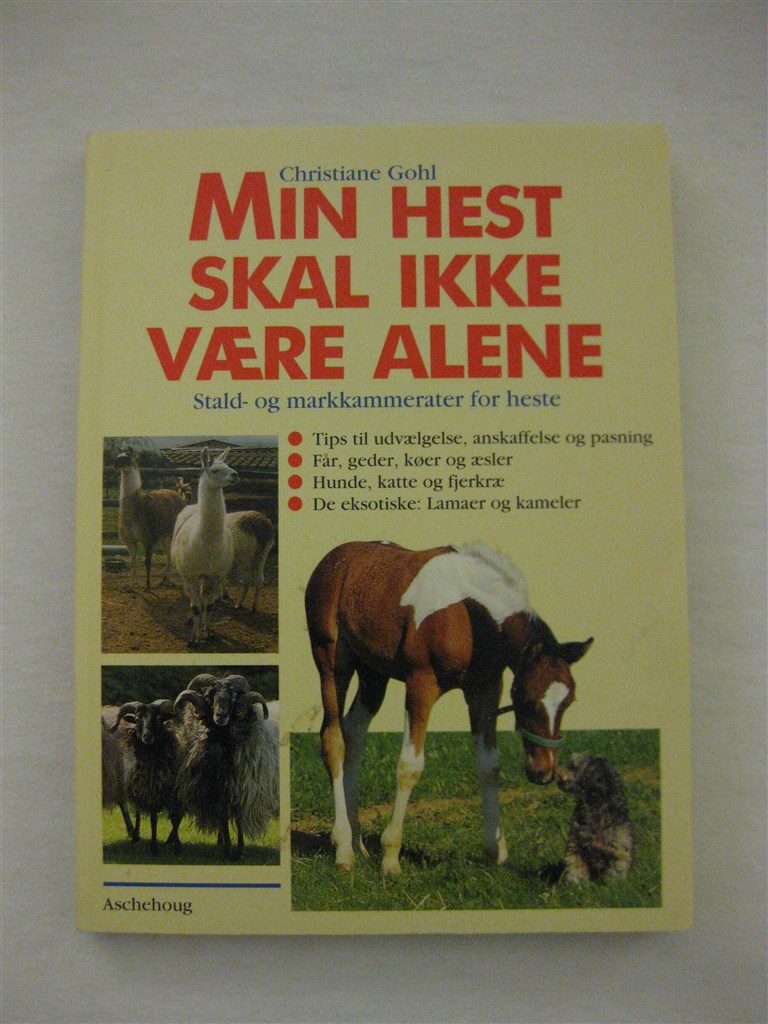 Christiane Gohl
MIN HEST
SKAL IKKE
VÆRE ALENE
Stald- og markkammerater for heste
● Tips til udvælgelse, anskaffelse og pasning
● Får, geder, køer og æsler
● Hunde, katte og fjerkræ
● De eksotiske: Lamaer og kameler
Aschehoug